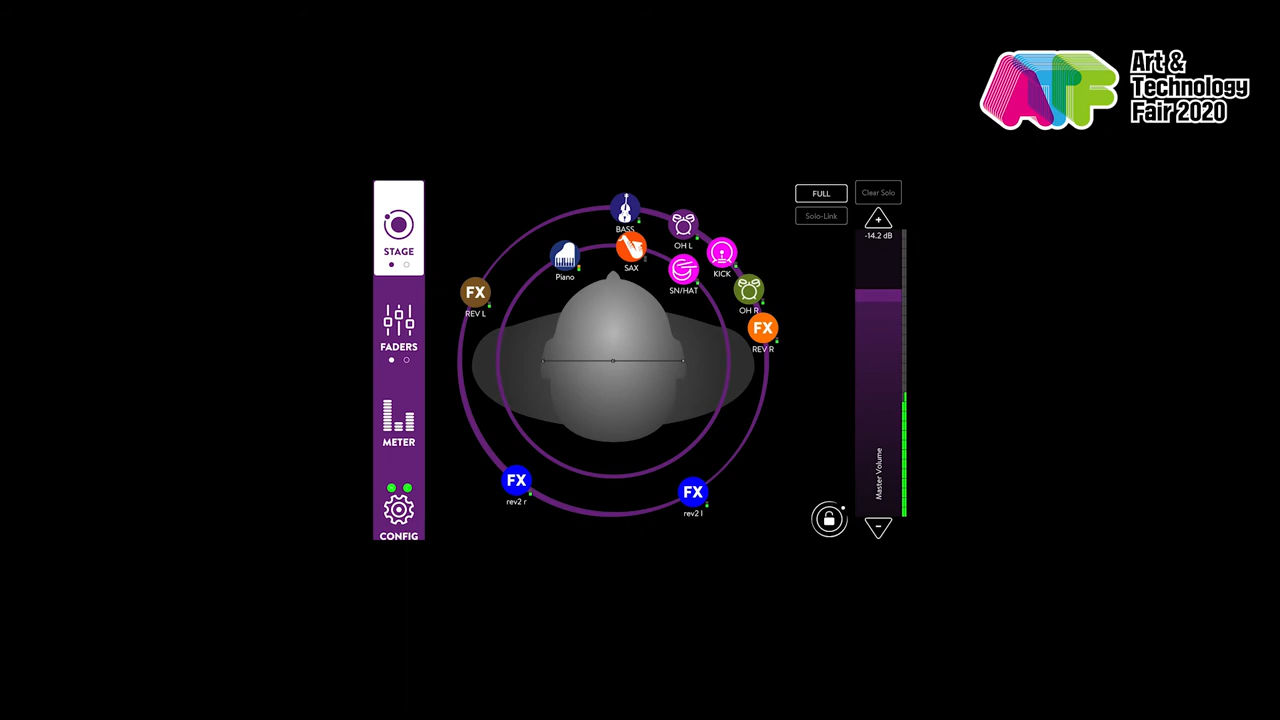 ATF
Art &
Technology
Fair 2020
STAGE
FADERS
METER
CONFIG
BASS
OH L
Piano
SAX
KICK
SN/HAT
FX
REV L
OH R
FX
REV R
FX
rev2 r
FX
rev2 l
FULL
Clear Solo
Solo-Link
+
-14.2 dB
Master Volume
-